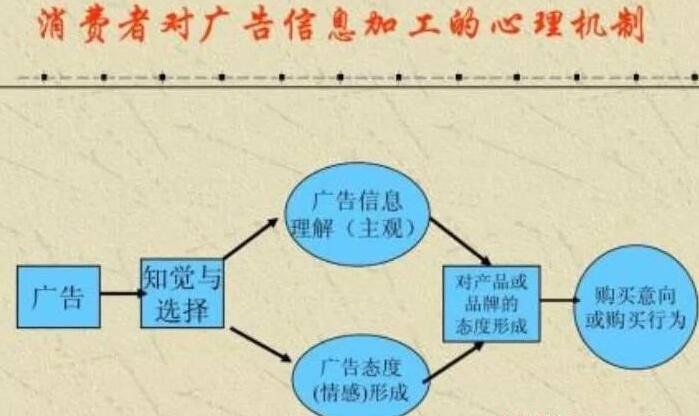 消费者对广告信息加工的心理机制
广告信息
理解（主观）
广告
知觉与
选择
对产品或
品牌的
态度形成
购买意向
或购买行为
广告态度
(情感)形成